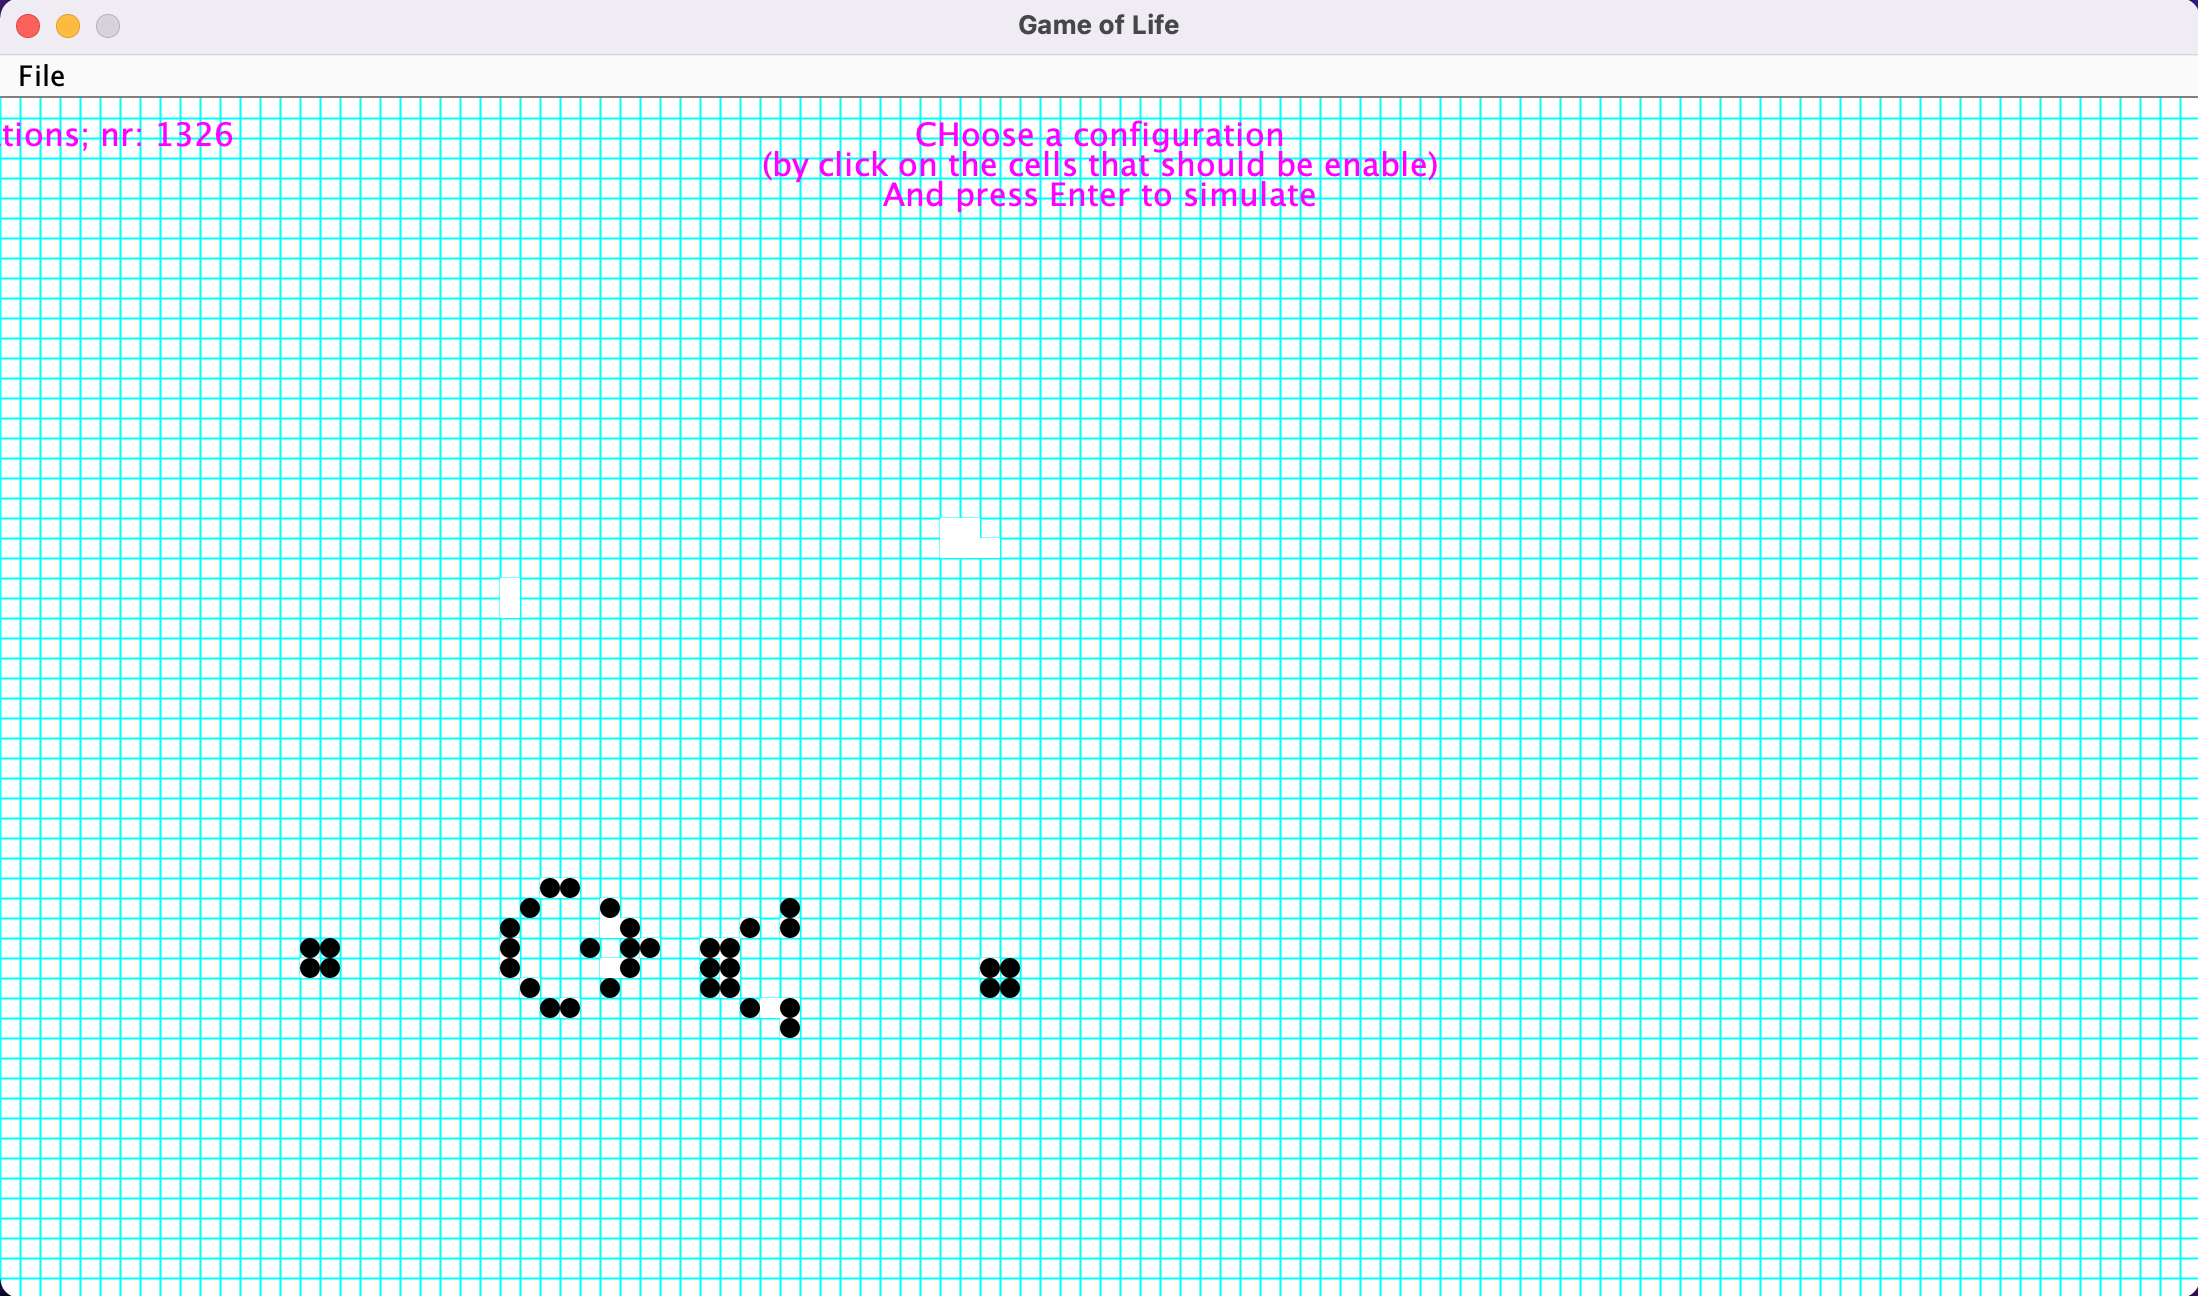 Game of Life
File
tions; nr: 1326
CHoose a configuration
(by click on the cells that should be enable)
And press Enter to simulate